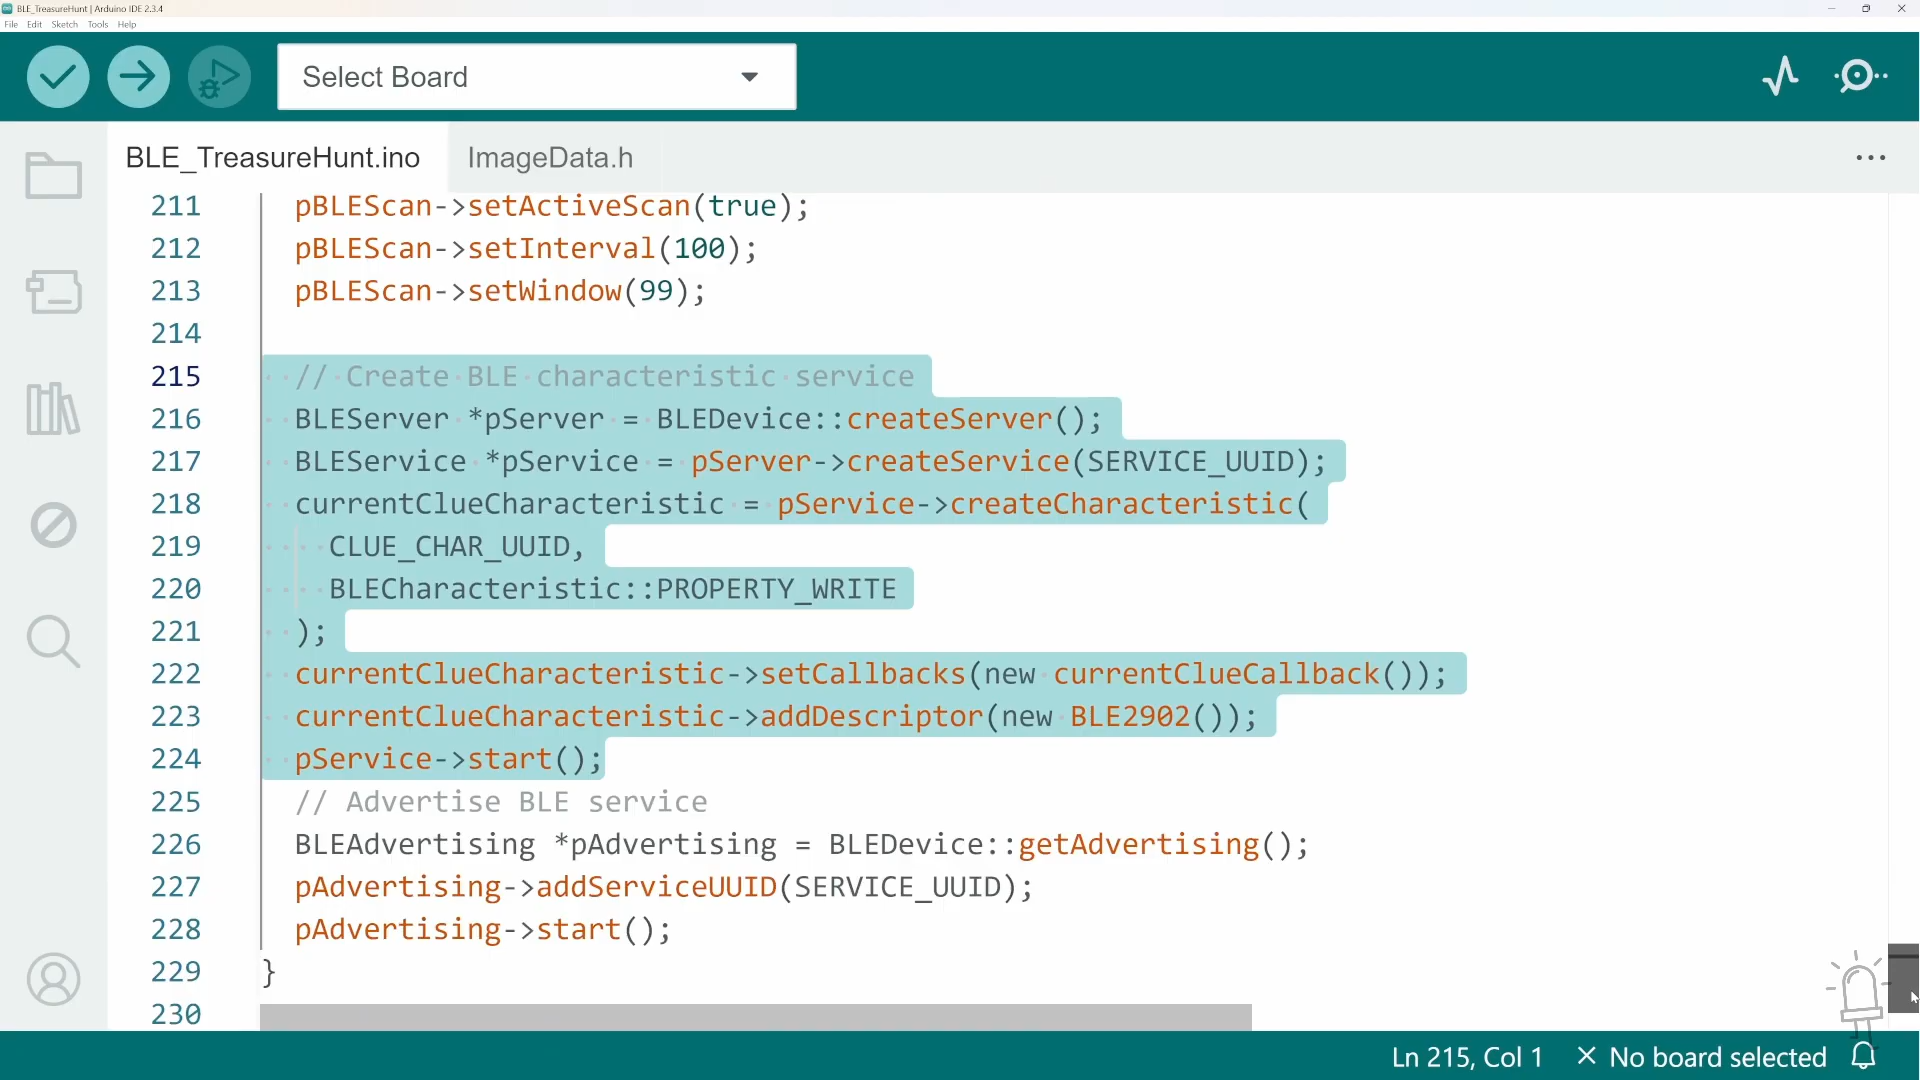 BLE_TreasureHunt | Arduino IDE 2.3.4
File Edit Sketch Tools Help
Select Board
BLE_TreasureHunt.ino ImageData.h
211 pBLEScan->setActiveScan(true);
212 pBLEScan->setInterval(100);
213 pBLEScan->setWindow(99);
214
215 // Create BLE characteristic service
216 BLEServer *pServer = BLEDevice::createServer();
217 BLEService *pService = pServer->createService(SERVICE_UUID);
218 currentClueCharacteristic = pService->createCharacteristic(
219 CLUE_CHAR_UUID,
220 BLECharacteristic::PROPERTY_WRITE
221 );
222 currentClueCharacteristic->setCallbacks(new currentClueCallback());
223 currentClueCharacteristic->addDescriptor(new BLE2902());
224 pService->start();
225 // Advertise BLE service
226 BLEAdvertising *pAdvertising = BLEDevice::getAdvertising();
227 pAdvertising->addServiceUUID(SERVICE_UUID);
228 pAdvertising->start();
229 }
230
Ln 215, Col 1 No board selected